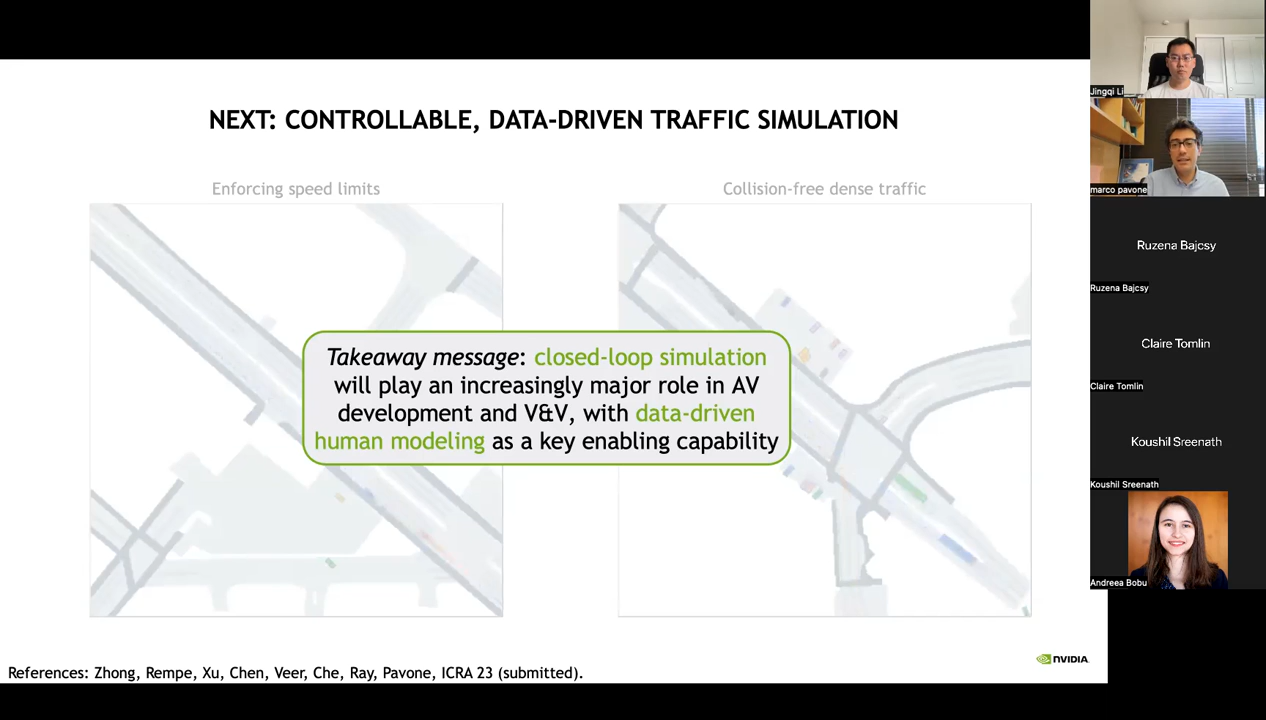 NEXT: CONTROLLABLE, DATA-DRIVEN TRAFFIC SIMULATION
Enforcing speed limits
Collision-free dense traffic
Takeaway message: closed-loop simulation
will play an increasingly major role in AV
development and V&V, with data-driven
human modeling as a key enabling capability
References: Zhong, Rempe, Xu, Chen, Veer, Che, Ray, Pavone, ICRA 23 (submitted).
NVIDIA.
Jingqi Li
marco pavone
Ruzena Bajcsy
Ruzena Bajcsy
Claire Tomlin
Claire Tomlin
Koushil Sreenath
Koushil Sreenath
Andreea Bobu